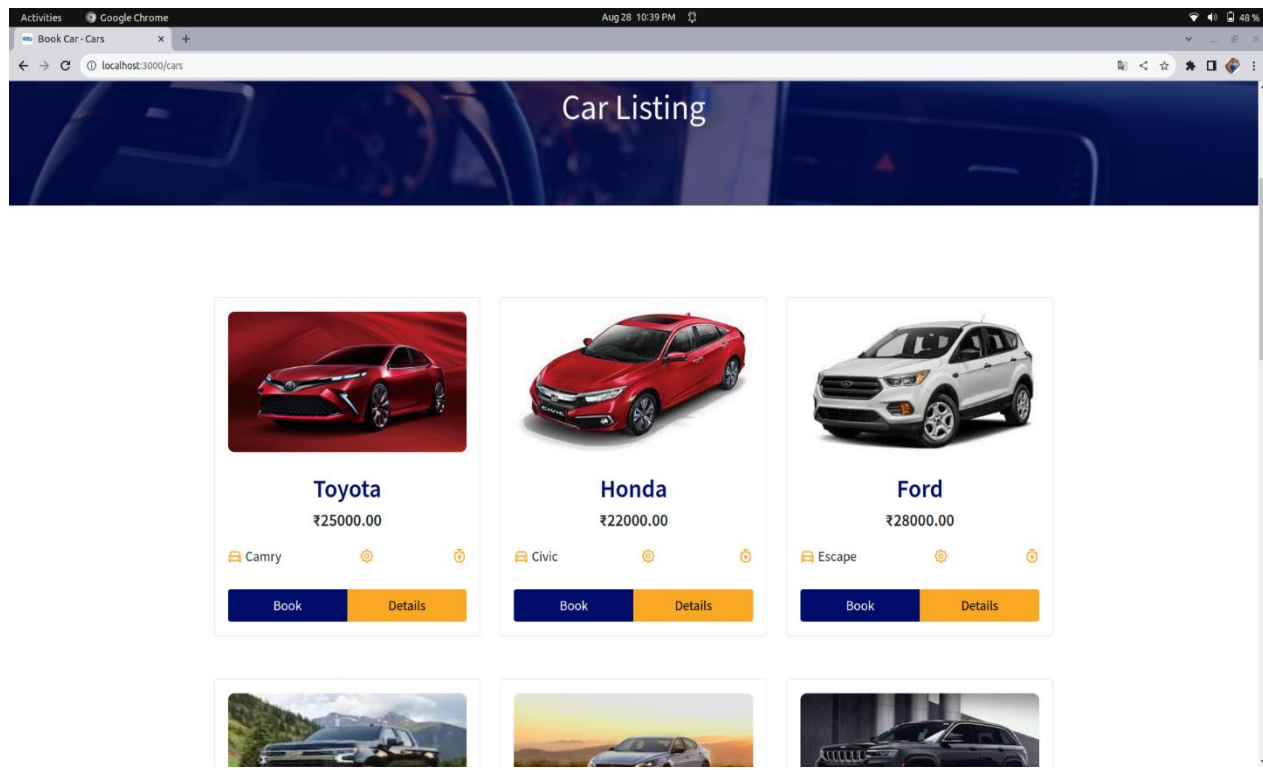 Activities Google Chrome Aug 28 10:39 PM 48 %
Book Car - Cars
localhost:3000/cars
Car Listing
CIVIC
Toyota Honda Ford
₹25000.00 ₹22000.00 ₹28000.00
Camry Civic Escape
Book Details Book Details Book Details